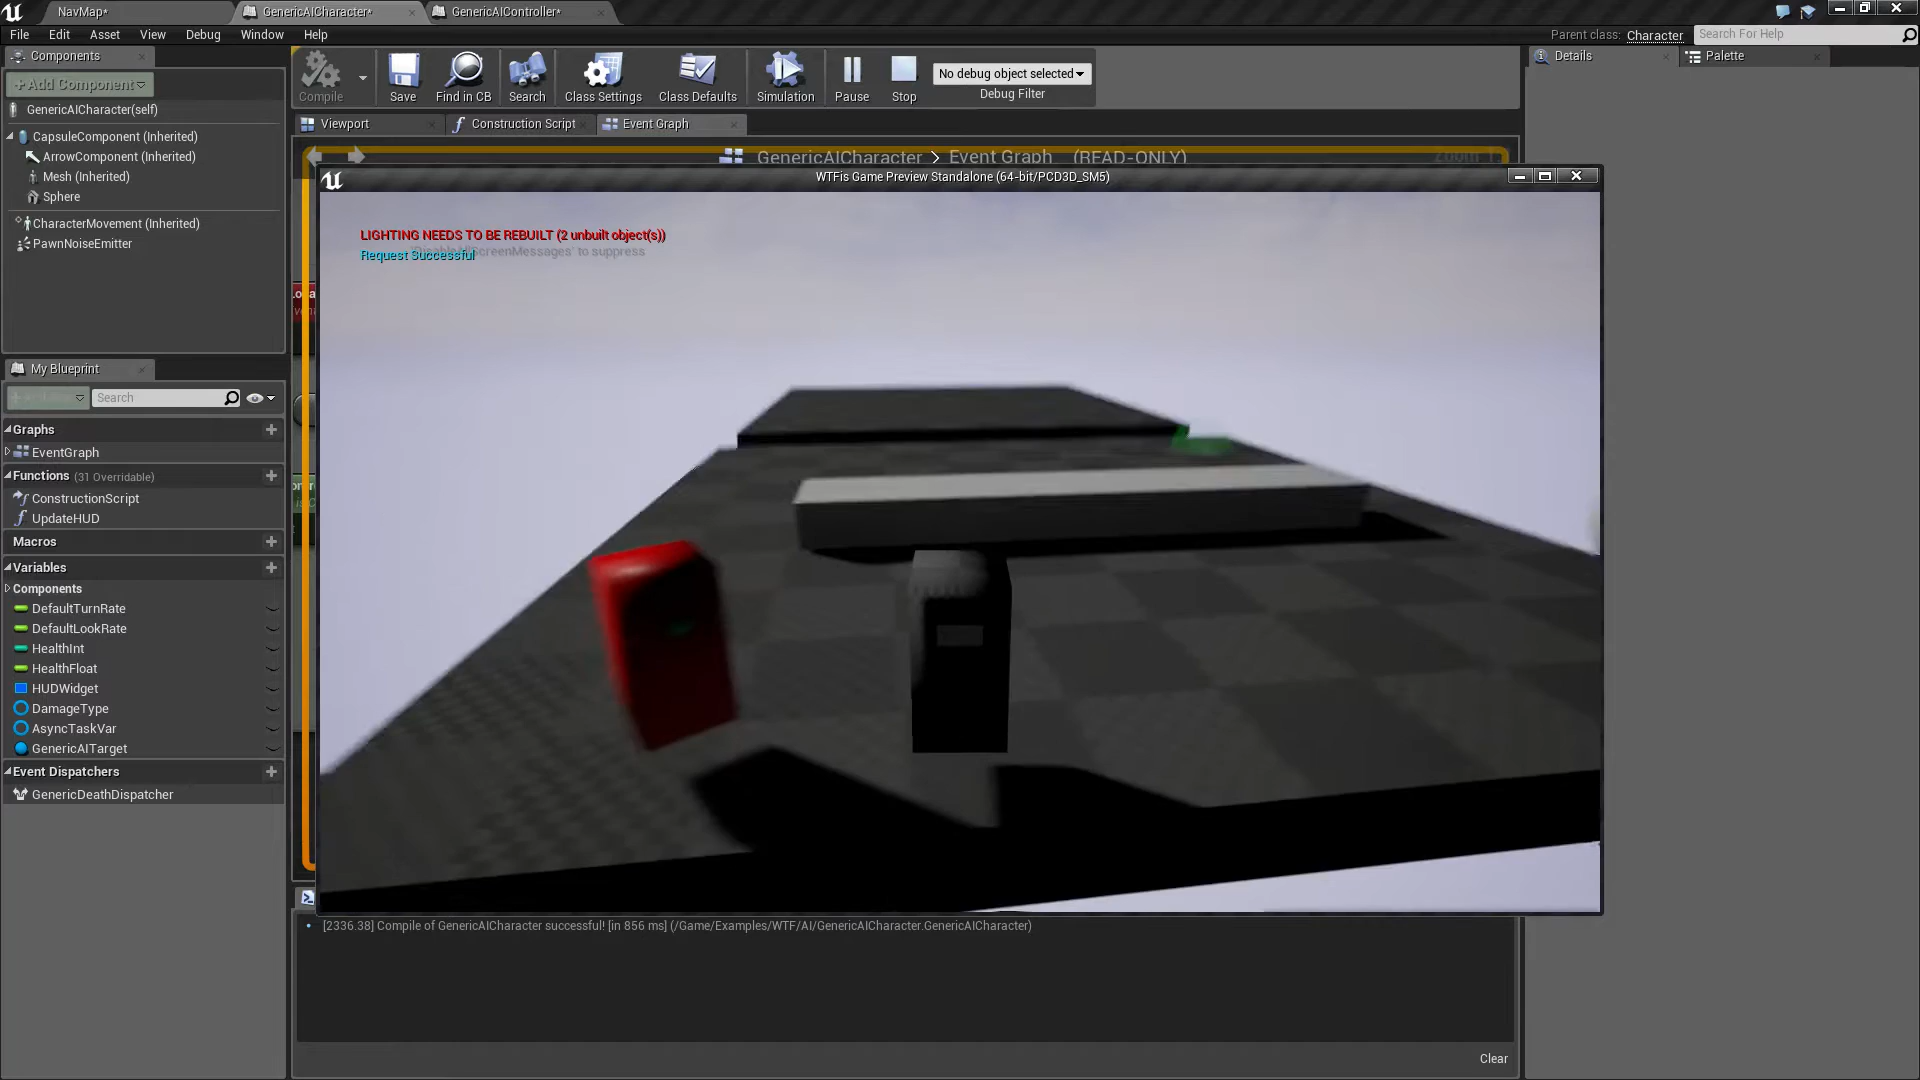 NavMap*
GenericAICharacter*
GenericAIController*
File Edit Asset View Debug Window Help
Parent class: Character
Search For Help
Components
+Add Component
GenericAICharacter(self)
CapsuleComponent (Inherited)
ArrowComponent (Inherited)
Mesh (Inherited)
Sphere
CharacterMovement (Inherited)
PawnNoiseEmitter
Compile
Save
Find in CB
Search
Class Settings
Class Defaults
Simulation
Pause
Stop
No debug object selected
Debug Filter
Details
Palette
Viewport
Construction Script
Event Graph
GenericAICharacter > Event Graph (READ-ONLY)
WTFis Game Preview Standalone (64-bit/PCD3D_SM5)
LIGHTING NEEDS TO BE REBUILT (2 unbuilt object(s))
Request Successful
ScreenMessages' to suppress
My Blueprint
Search
Graphs
EventGraph
Functions (31 Overridable)
ConstructionScript
UpdateHUD
Macros
Variables
Components
DefaultTurnRate
DefaultLookRate
HealthInt
HealthFloat
HUDWidget
DamageType
AsyncTaskVar
GenericAITarget
Event Dispatchers
GenericDeathDispatcher
[2336.38] Compile of GenericAICharacter successful! [in 856 ms] (/Game/Examples/WTF/AI/GenericAICharacter.GenericAICharacter)
Clear